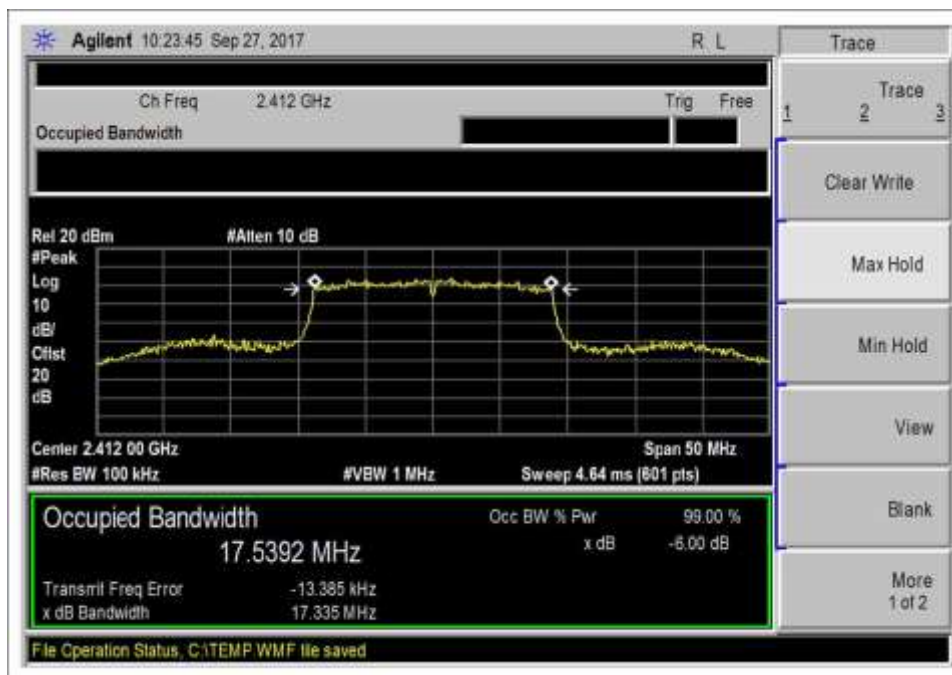 Agilent 10:23:45 Sep 27, 2017 R L
Trace
Ch Freq 2.412 GHz Trig Free
Occupied Bandwidth
Trace
1 2 3
Clear Write
Max Hold
Min Hold
View
Blank
More
1 of 2
Rel 20 dBm #Atten 10 dB
#Peak
Log
10
dB/
Offst
20
dB
Center 2.412 00 GHz Span 50 MHz
#Res BW 100 kHz #VBW 1 MHz Sweep 4.64 ms (601 pts)
Occupied Bandwidth
17.5392 MHz
Occ BW % Pwr 99.00 %
x dB -6.00 dB
Transmit Freq Error -13.385 kHz
x dB Bandwidth 17.335 MHz
File Operation Status, C:\TEMP.WMF file saved